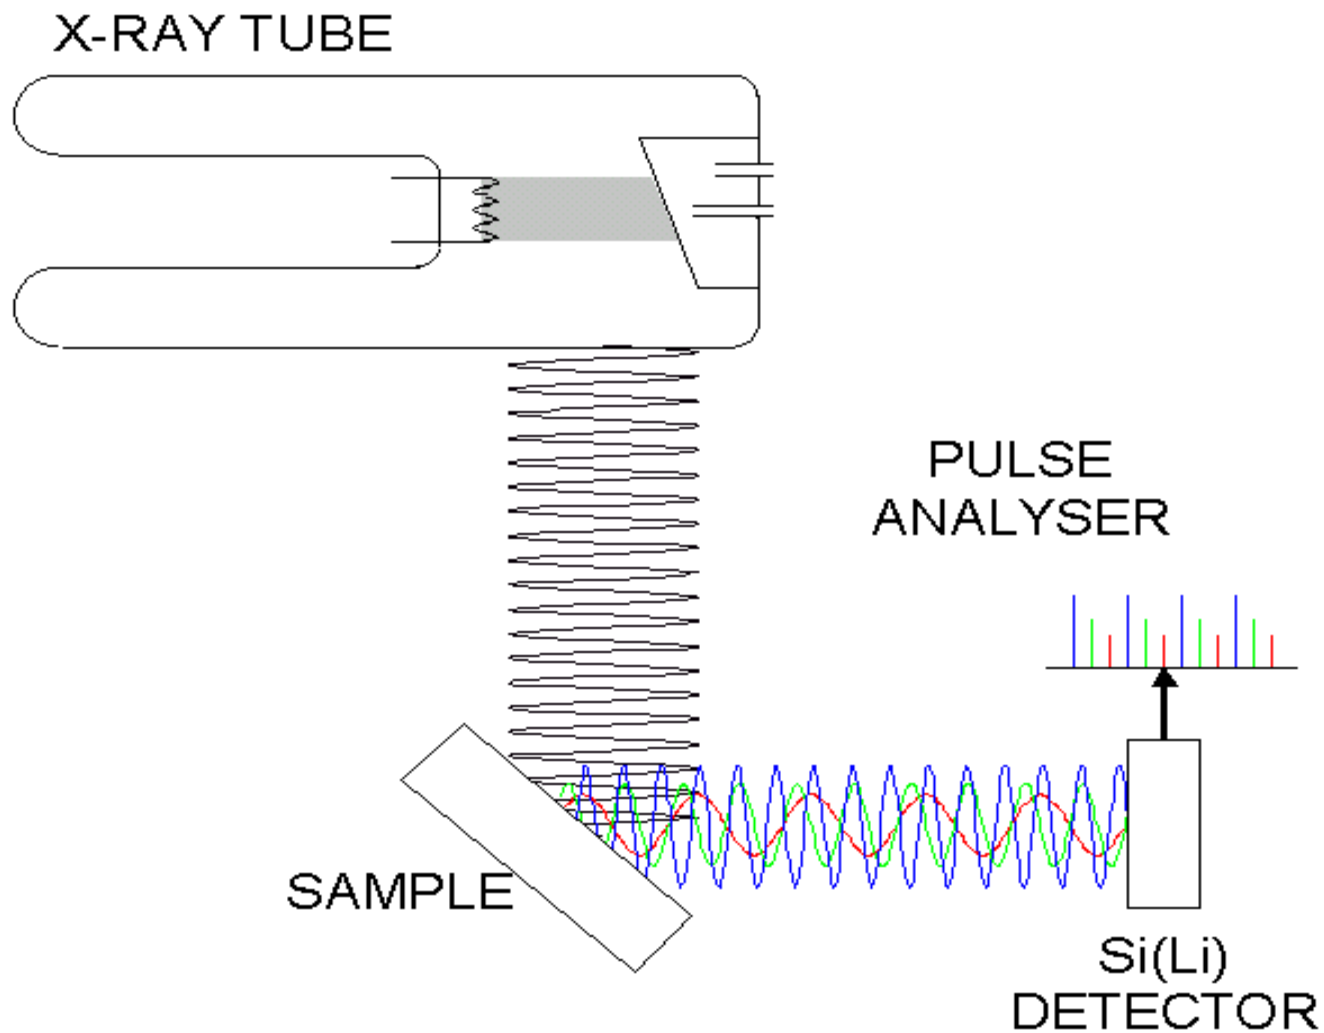 X-RAY TUBE
PULSE
ANALYSER
SAMPLE
Si(Li)
DETECTOR